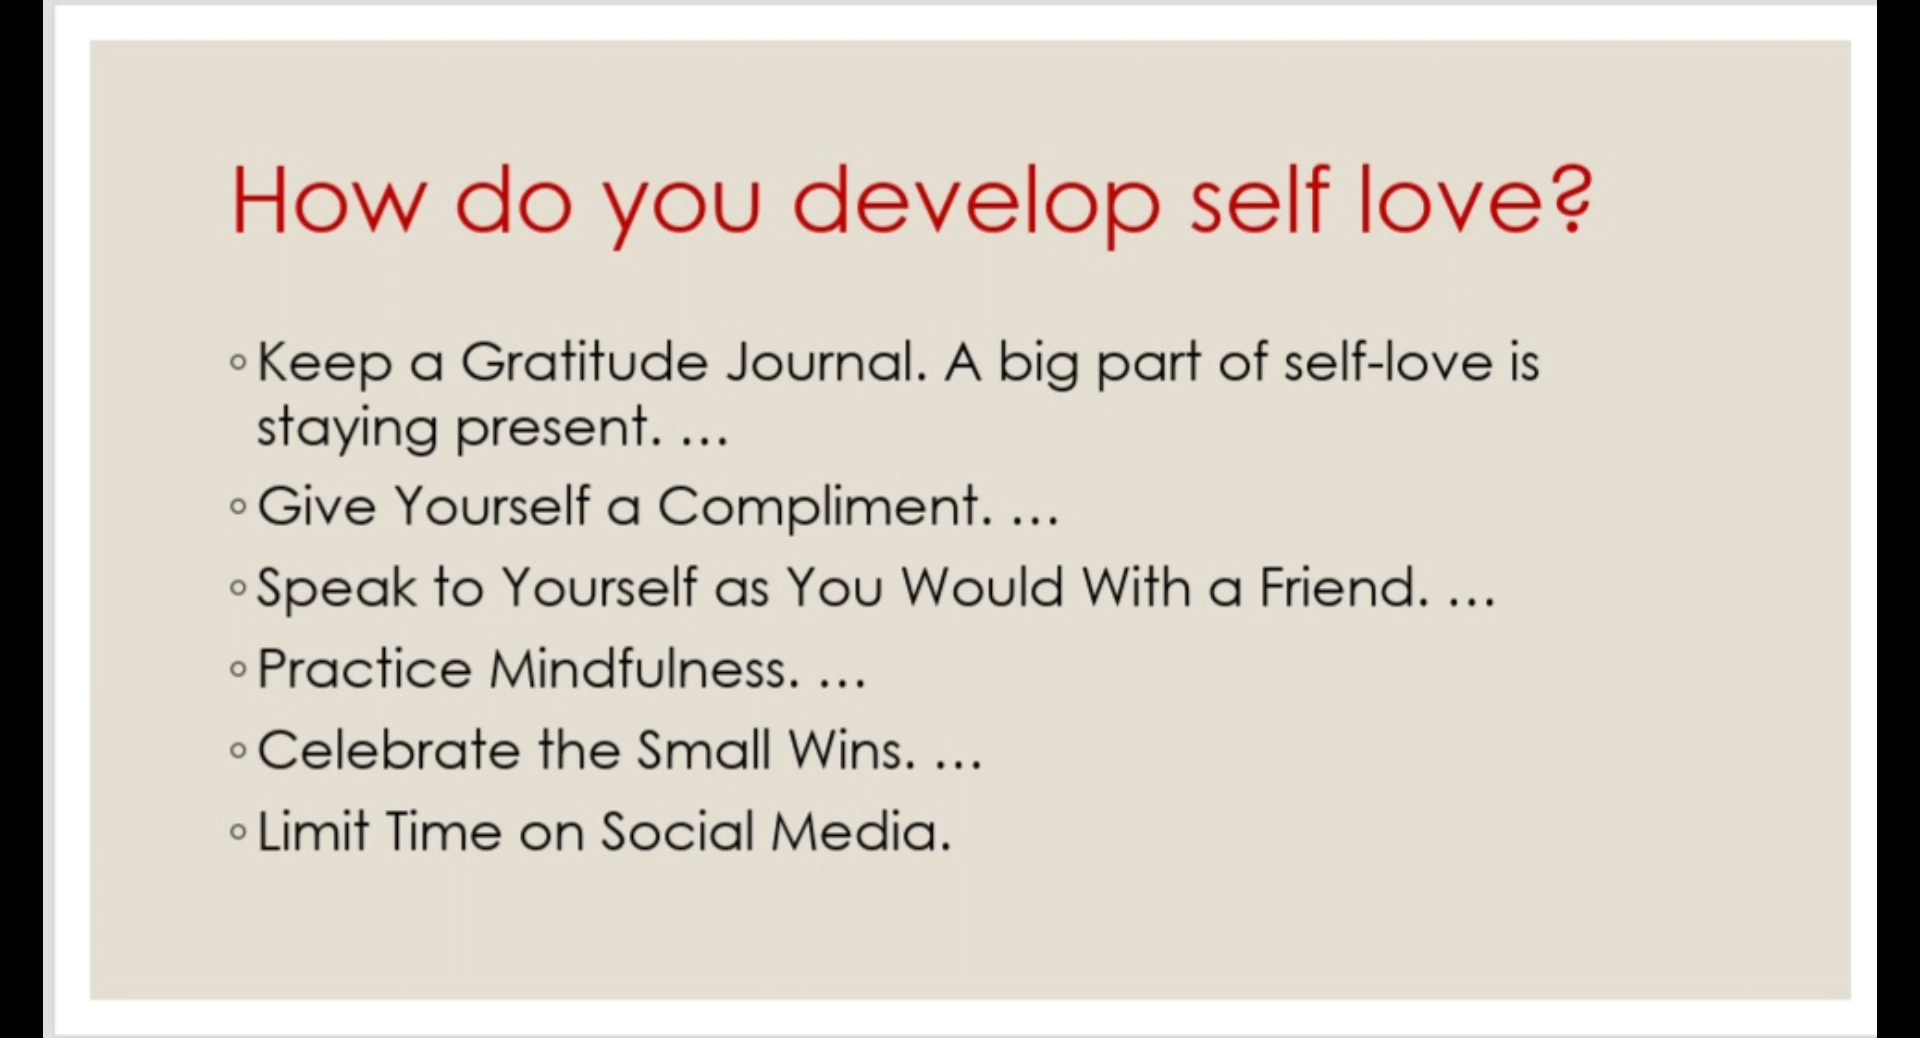 How do you develop self love?
◦ Keep a Gratitude Journal. A big part of self-love is
staying present. ...
◦ Give Yourself a Compliment. ...
◦ Speak to Yourself as You Would With a Friend. ...
◦ Practice Mindfulness. ...
◦ Celebrate the Small Wins. ...
◦ Limit Time on Social Media.